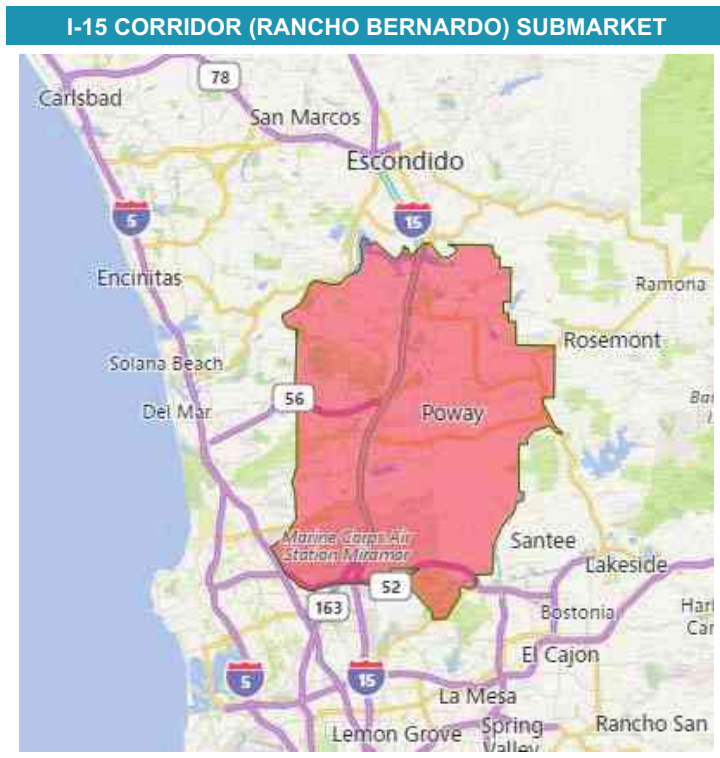 I-15 CORRIDOR (RANCHO BERNARDO) SUBMARKET
78
Carlsbad
San Marcos
Escondido
5
15
Encinitas
Ramona
Rosemont
Solana Beach
56
Del Mar
Poway
Marine Corps Air
Station Miramar
Santee
Lakeside
52
163
Bostonia
El Cajon
5
15
La Mesa
Rancho San
Lemon Grove
Spring
Valley